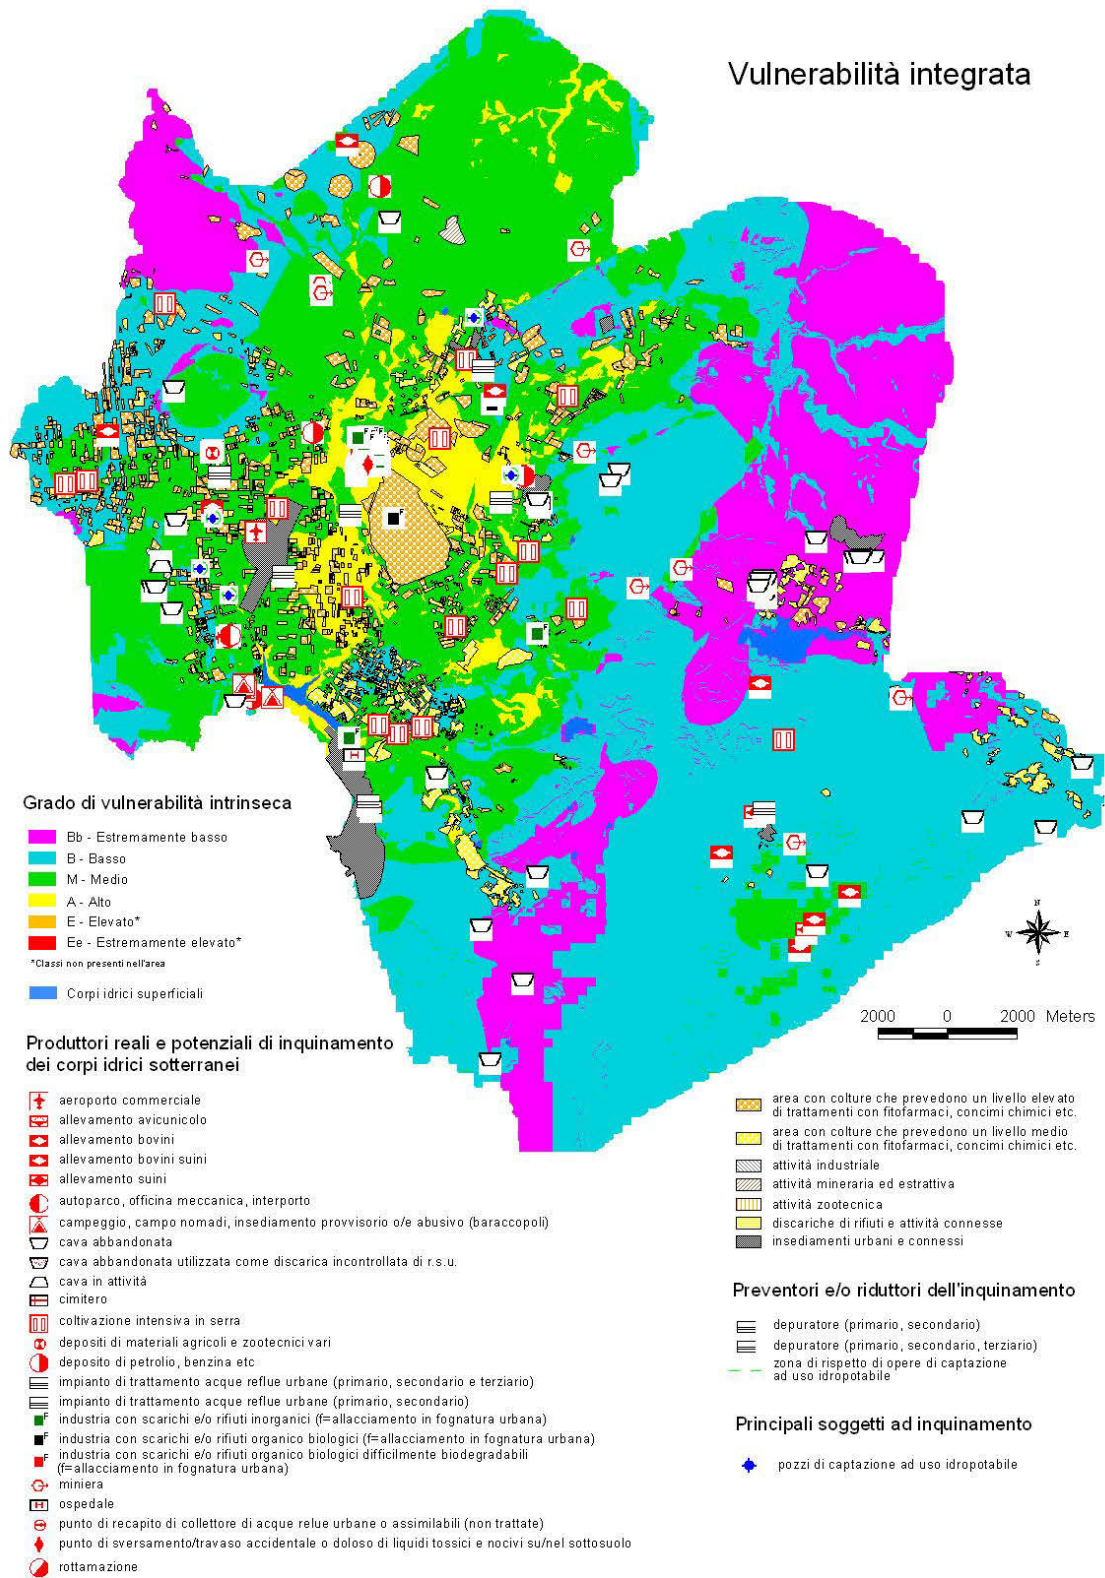 Vulnerabilità integrata
Grado di vulnerabilità intrinseca
Bb - Estremamente basso
B - Basso
M - Medio
A - Alto
E - Elevato*
Ee - Estremamente elevato*
*Classi non presenti nell'area
Corpi idrici superficiali
N
W E
S
2000 0 2000 Meters
Produttori reali e potenziali di inquinamento
dei corpi idrici sotterranei
aeroporto commerciale
allevamento avicunicolo
allevamento bovini
allevamento bovini suini
allevamento suini
autoparco, officina meccanica, interporto
campeggio, campo nomadi, insediamento provvisorio o/e abusivo (baraccopoli)
cava abbandonata
cava abbandonata utilizzata come discarica incontrollata di r.s.u.
cava in attività
cimitero
coltivazione intensiva in serra
depositi di materiali agricoli e zootecnici vari
deposito di petrolio, benzina etc
impianto di trattamento acque reflue urbane (primario, secondario e terziario)
impianto di trattamento acque reflue urbane (primario, secondario)
F industria con scarichi e/o rifiuti inorganici (f=allacciamento in fognatura urbana)
F industria con scarichi e/o rifiuti organico biologici (f=allacciamento in fognatura urbana)
F industria con scarichi e/o rifiuti organico biologici difficilmente biodegradabili
(f=allacciamento in fognatura urbana)
miniera
H ospedale
punto di recapito di collettore di acque relue urbane o assimilabili (non trattate)
punto di sversamento/travaso accidentale o doloso di liquidi tossici e nocivi su/nel sottosuolo
rottamazione
area con colture che prevedono un livello elevato
di trattamenti con fitofarmaci, concimi chimici etc.
area con colture che prevedono un livello medio
di trattamenti con fitofarmaci, concimi chimici etc.
attività industriale
attività mineraria ed estrattiva
attività zootecnica
discariche di rifiuti e attività connesse
insediamenti urbani e connessi
Preventori e/o riduttori dell'inquinamento
depuratore (primario, secondario)
depuratore (primario, secondario, terziario)
zona di rispetto di opere di captazione
ad uso idropotabile
Principali soggetti ad inquinamento
pozzi di captazione ad uso idropotabile